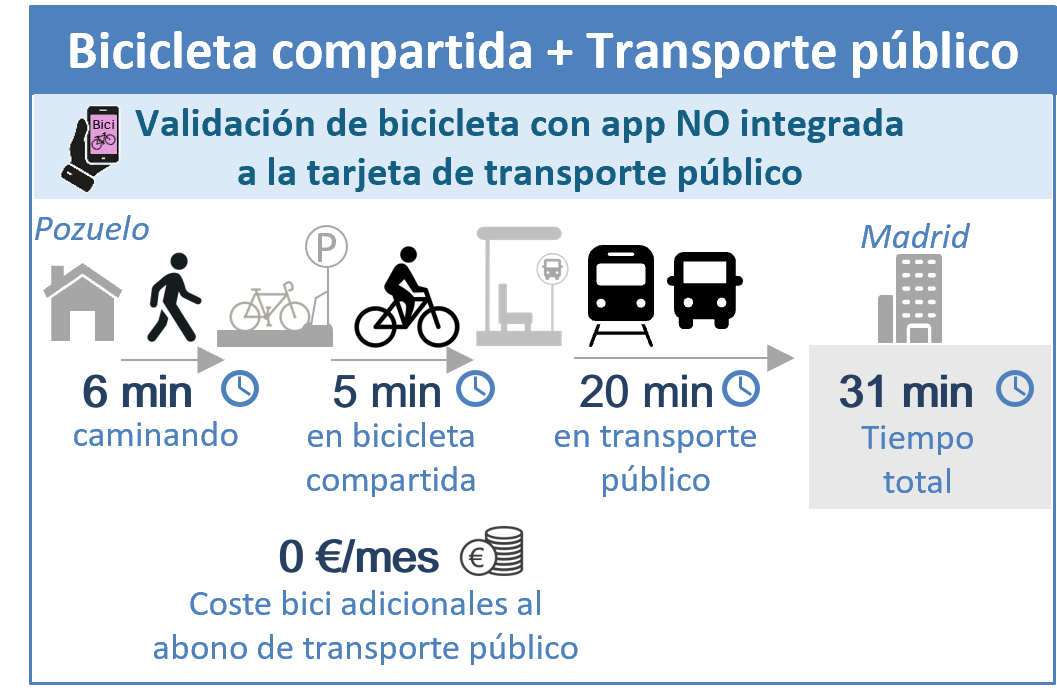 Bicicleta compartida + Transporte público
Bici
Validación de bicicleta con app NO integrada
a la tarjeta de transporte público
Pozuelo
P
Madrid
6 min
caminando
5 min
en bicicleta
compartida
20 min
en transporte
público
31 min
Tiempo
total
0 €/mes
€
Coste bici adicionales al
abono de transporte público